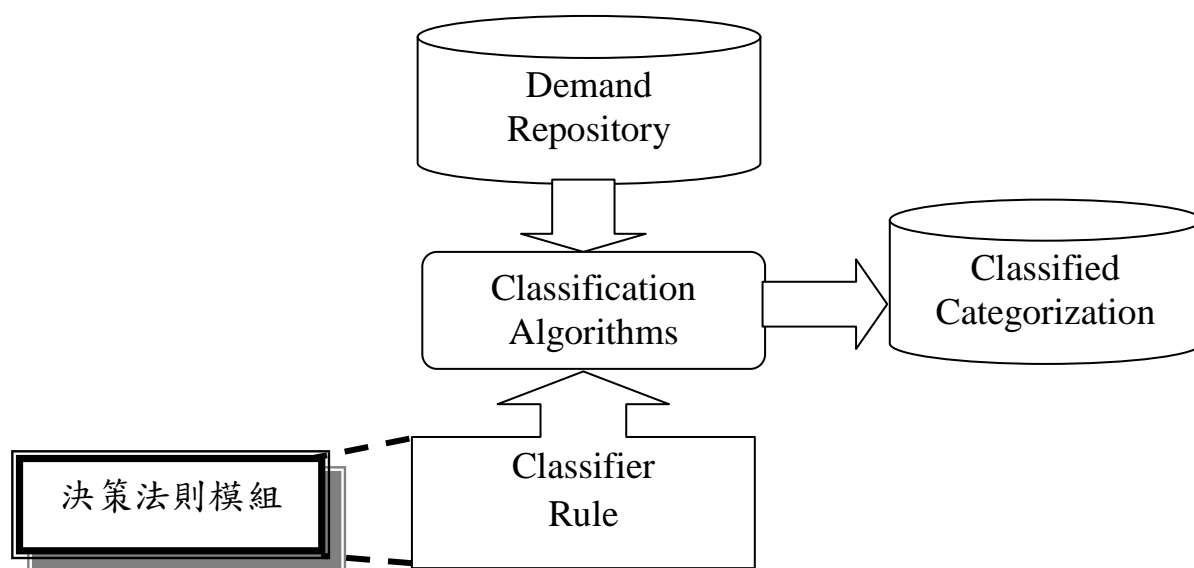 Demand
Repository
Classification
Algorithms
Classified
Categorization
Classifier
Rule
決策法則模組